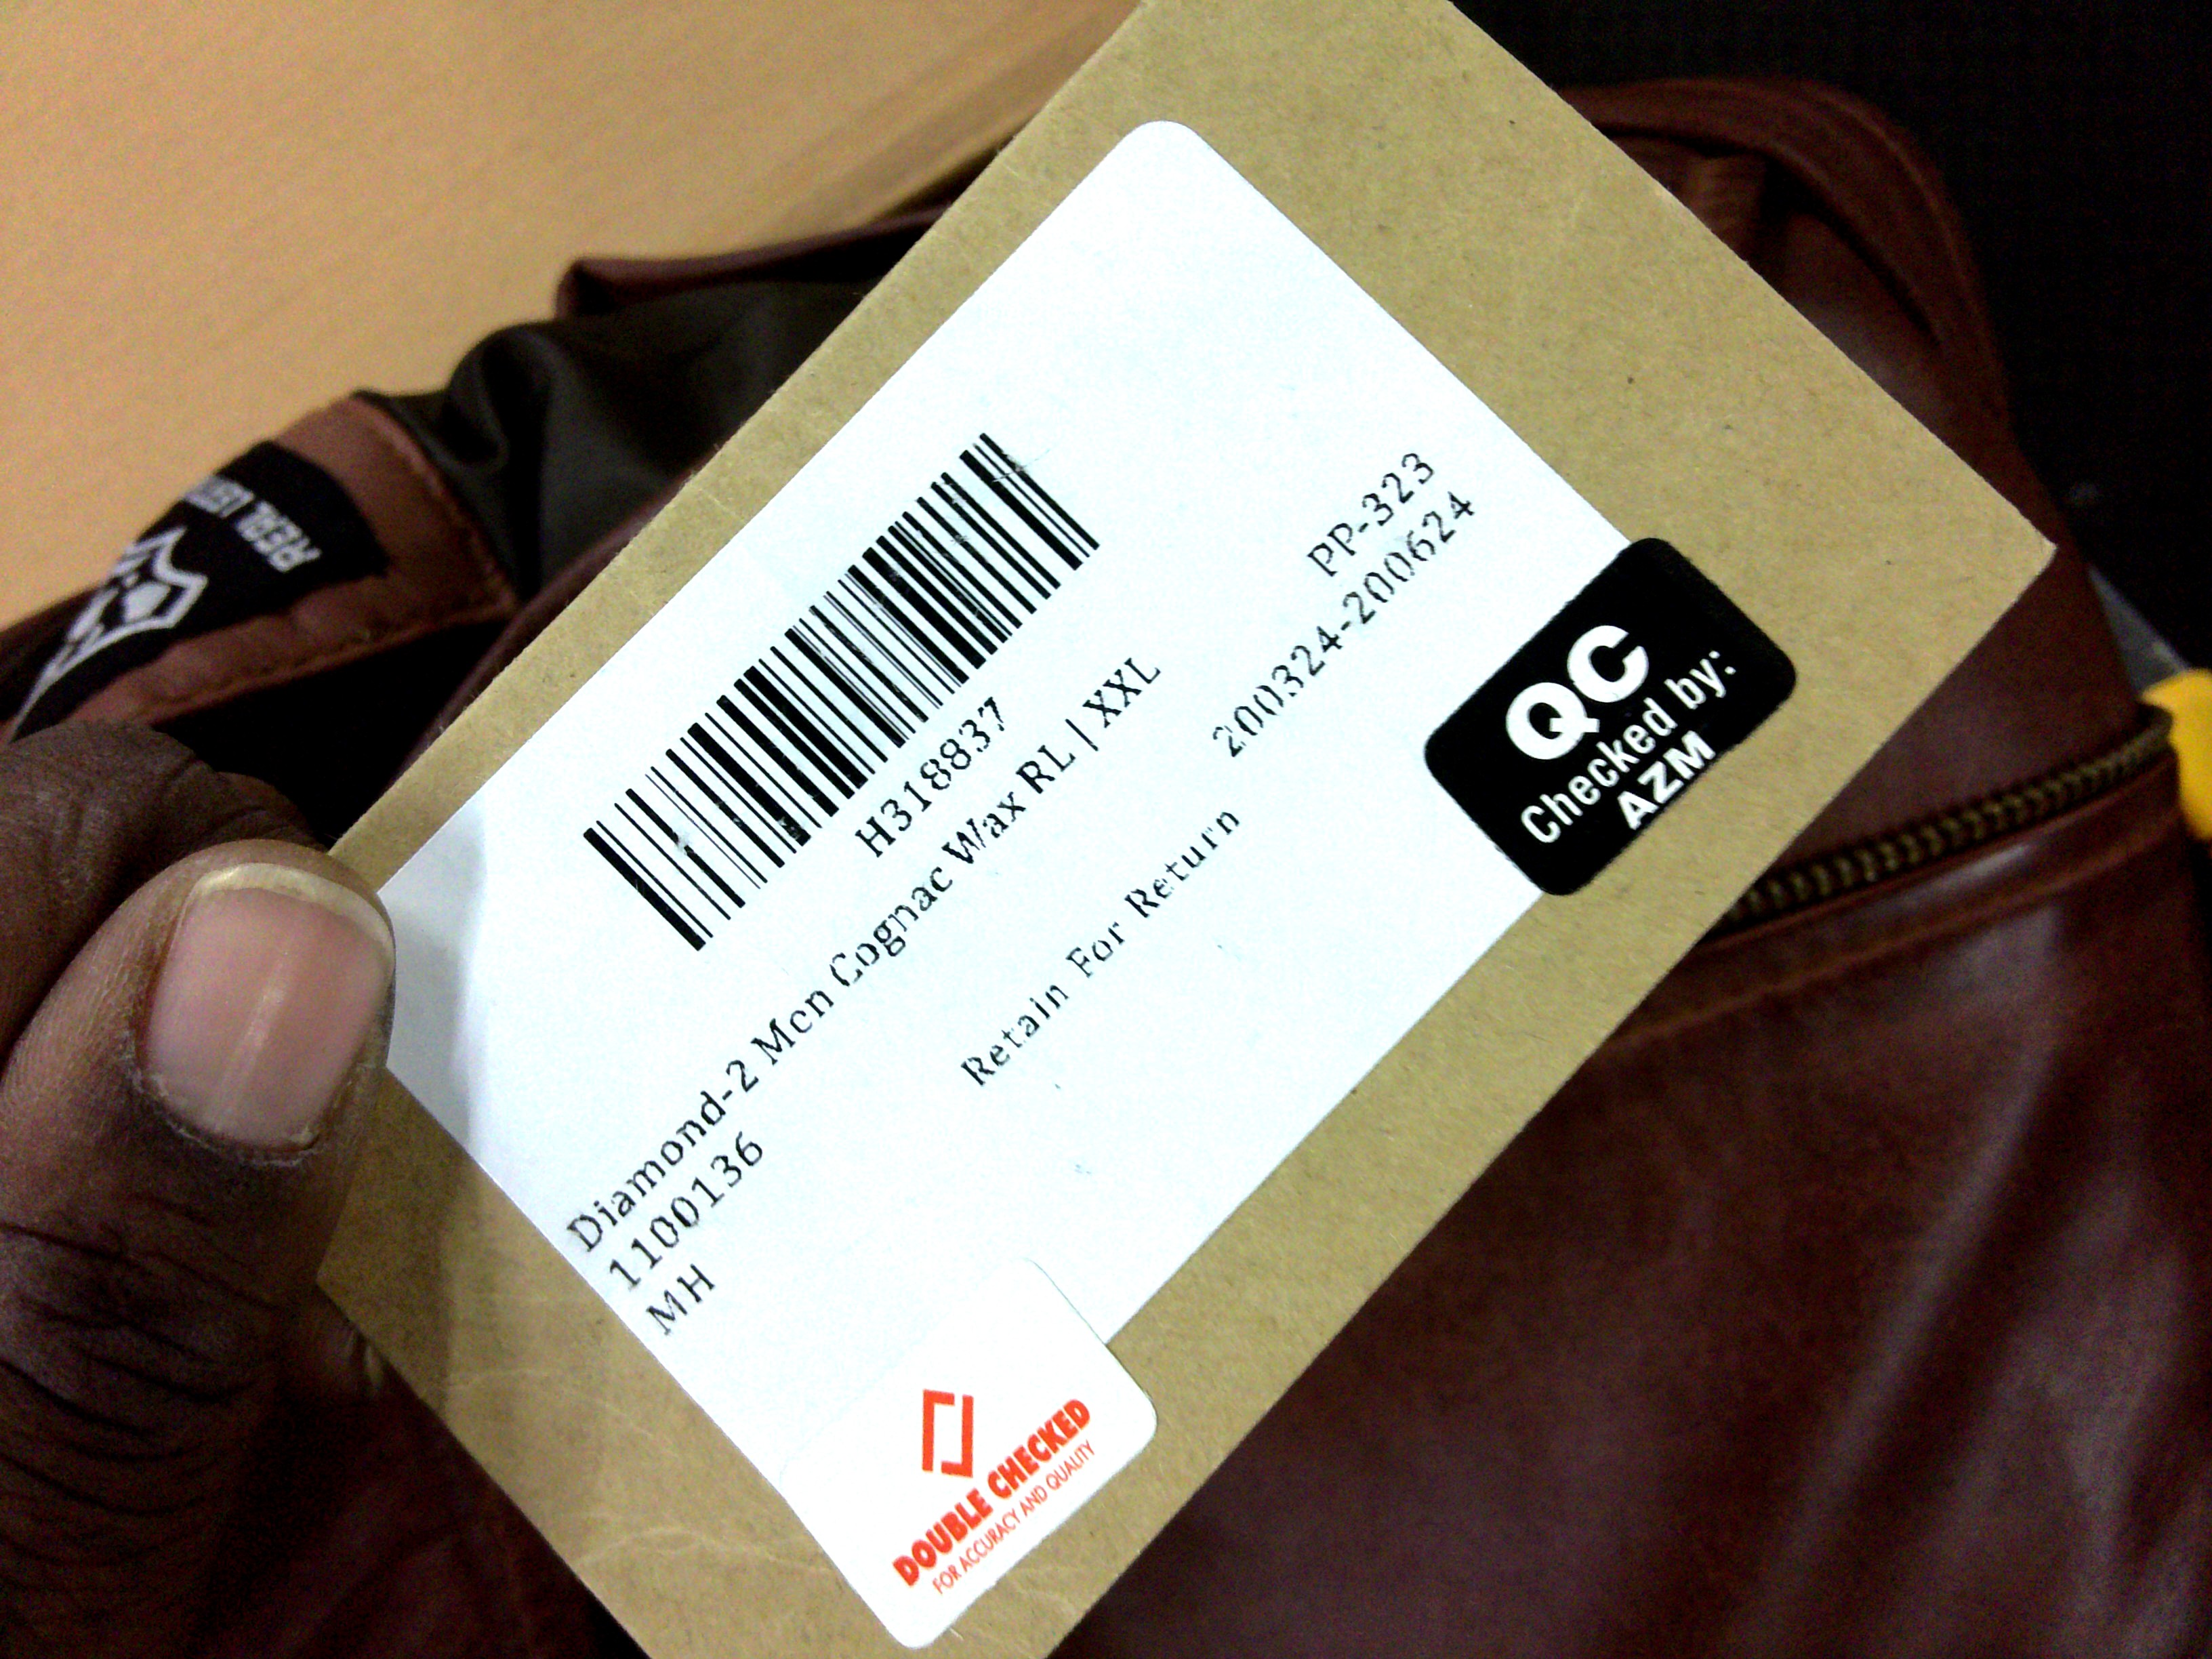 H318837
Diamond-2 Men Cognac Wax RL | XXL
1100136
MH
PP-323
200324-200624
Retain For Return
QC
Checked by:
AZM
DOUBLE CHECKED
FOR ACCURACY AND QUALITY
REAL